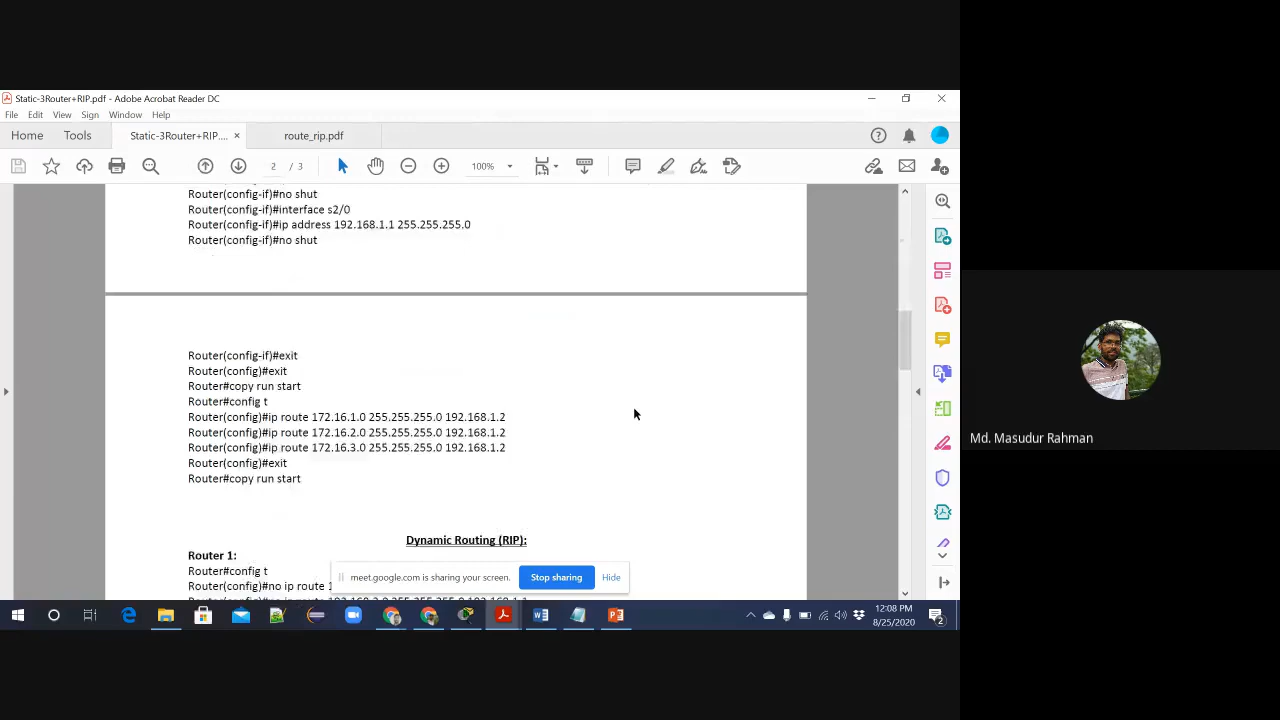 Static-3Router+RIP.pdf - Adobe Acrobat Reader DC
File Edit View Sign Window Help
Home Tools Static-3Router+RIP.... × route_rip.pdf
2 / 3 100%
Router(config-if)#no shut
Router(config-if)#interface s2/0
Router(config-if)#ip address 192.168.1.1 255.255.255.0
Router(config-if)#no shut
Router(config-if)#exit
Router(config)#exit
Router#copy run start
Router#config t
Router(config)#ip route 172.16.1.0 255.255.255.0 192.168.1.2
Router(config)#ip route 172.16.2.0 255.255.255.0 192.168.1.2
Router(config)#ip route 172.16.3.0 255.255.255.0 192.168.1.2
Router(config)#exit
Router#copy run start
Dynamic Routing (RIP):
Router 1:
Router#config t
Router(config)#no ip route 1
meet.google.com is sharing your screen. Stop sharing Hide
Md. Masudur Rahman
12:08 PM
8/25/2020
2